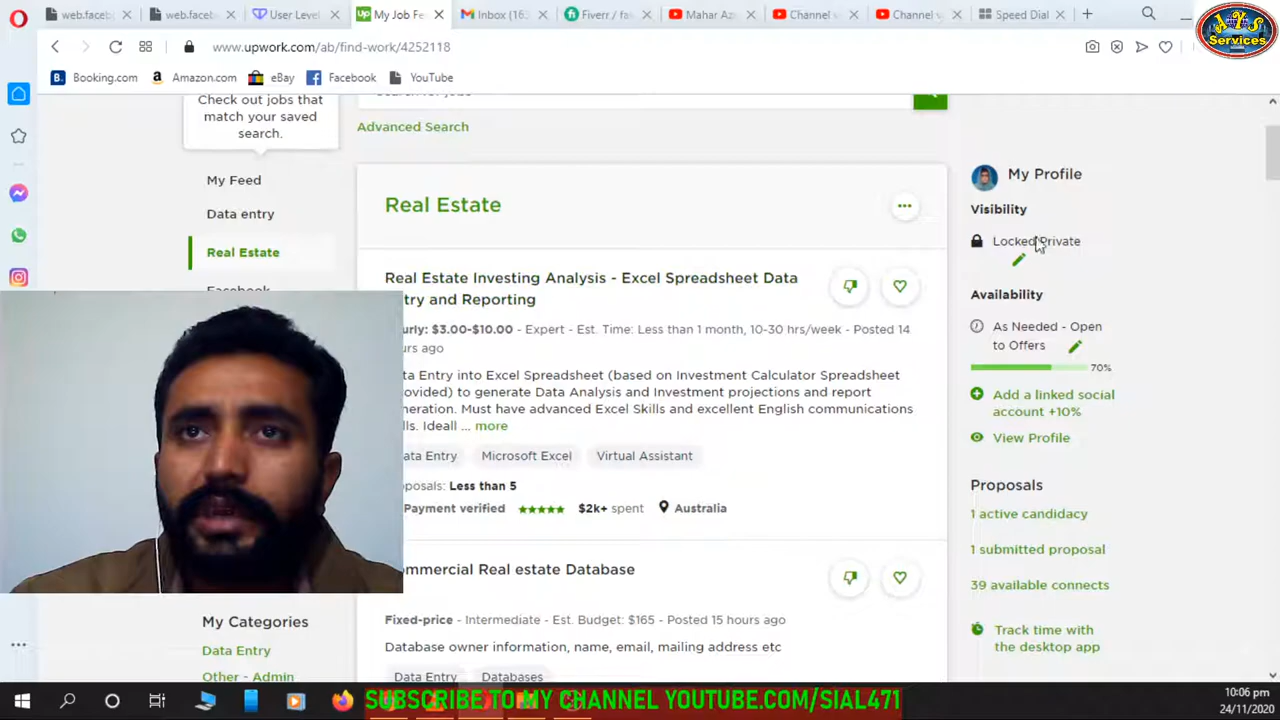 web.faceb
web.faceb
User Level
My Job Fe
Inbox (16
Fiverr / fa
Mahar Az
Channel v
Channel v
Speed Dial
AYS
Services
www.upwork.com/ab/find-work/4252118
Booking.com
Amazon.com
eBay
Facebook
YouTube
Check out jobs that
match your saved
search.
Advanced Search
My Feed
Data entry
Real Estate
Facebook
My Categories
Data Entry
Other - Admin
Real Estate
Real Estate Investing Analysis - Excel Spreadsheet Data
try and Reporting
urly: $3.00-$10.00 - Expert - Est. Time: Less than 1 month, 10-30 hrs/week - Posted 14
urs ago
ta Entry into Excel Spreadsheet (based on Investment Calculator Spreadsheet
ovided) to generate Data Analysis and Investment projections and report
neration. Must have advanced Excel Skills and excellent English communications
lls. Ideall ... more
ata Entry Microsoft Excel Virtual Assistant
oposals: Less than 5
Payment verified $2k+ spent Australia
ommercial Real estate Database
Fixed-price - Intermediate - Est. Budget: $165 - Posted 15 hours ago
Database owner information, name, email, mailing address etc
Data Entry Databases
My Profile
Visibility
Locked Private
Availability
As Needed - Open
to Offers
70%
Add a linked social
account +10%
View Profile
Proposals
1 active candidacy
1 submitted proposal
39 available connects
Track time with
the desktop app
SUBSCRIBE TO MY CHANNEL YOUTUBE.COM/SIAL471
10:06 pm
24/11/2020